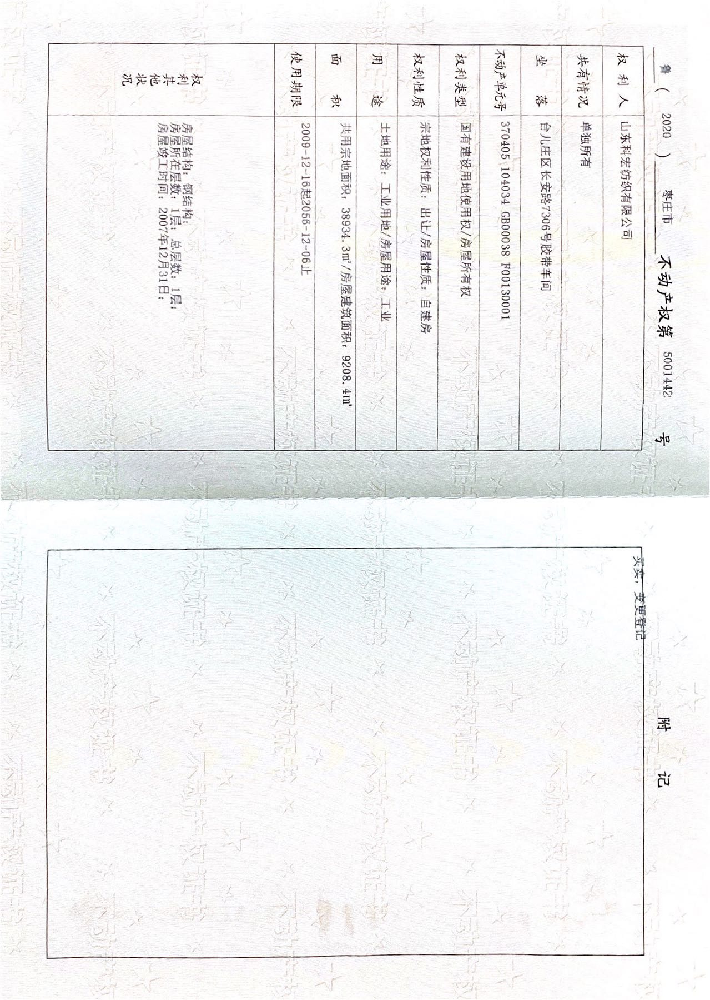 鲁(2020)枣庄市不动产权第5001442号
权利人 山东科宏纺织有限公司
共有情况 单独所有
坐落 台儿庄区长安路7306号胶带车间
不动产单元号 370405 104034 GB00038 F00130001
权利类型 国有建设用地使用权/房屋所有权
权利性质 宗地权利性质：出让/房屋性质：自建房
用途 土地用途：工业用地/房屋用途：工业
面积 共用宗地面积：38934.3㎡/房屋建筑面积：9208.4㎡
使用期限 2009-12-16起2056-12-06止
权利其他状况
房屋结构：钢结构；
房屋所在层数：1层；总层数：1层；
房屋竣工时间：2007年12月31日；
附记
买卖，变更登记